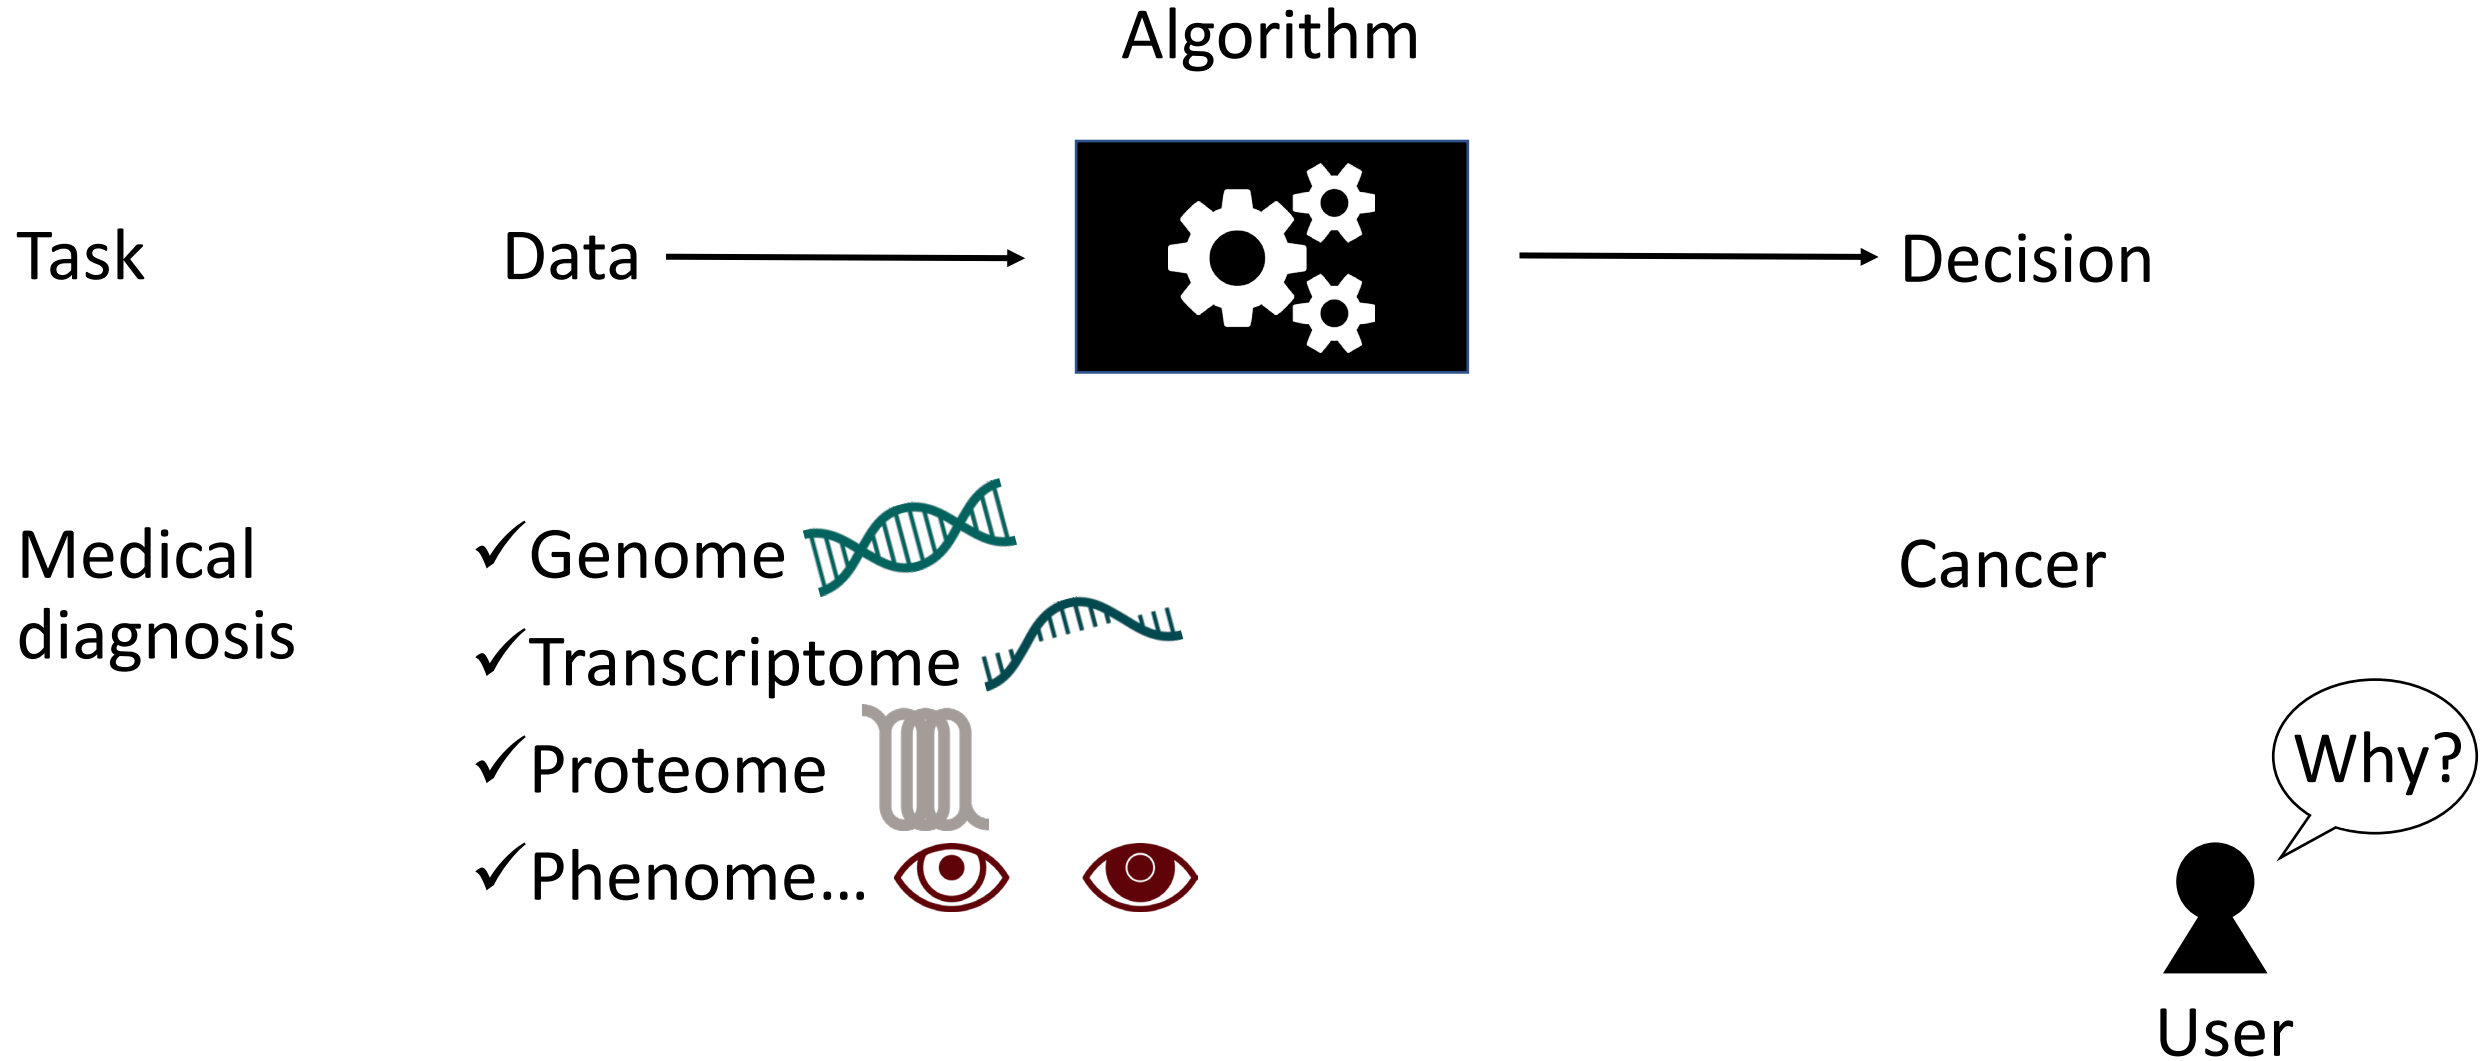 Algorithm
Task
Data
Decision
Medical
diagnosis
✓Genome
✓Transcriptome
✓Proteome
✓Phenome...
Cancer
Why?
User